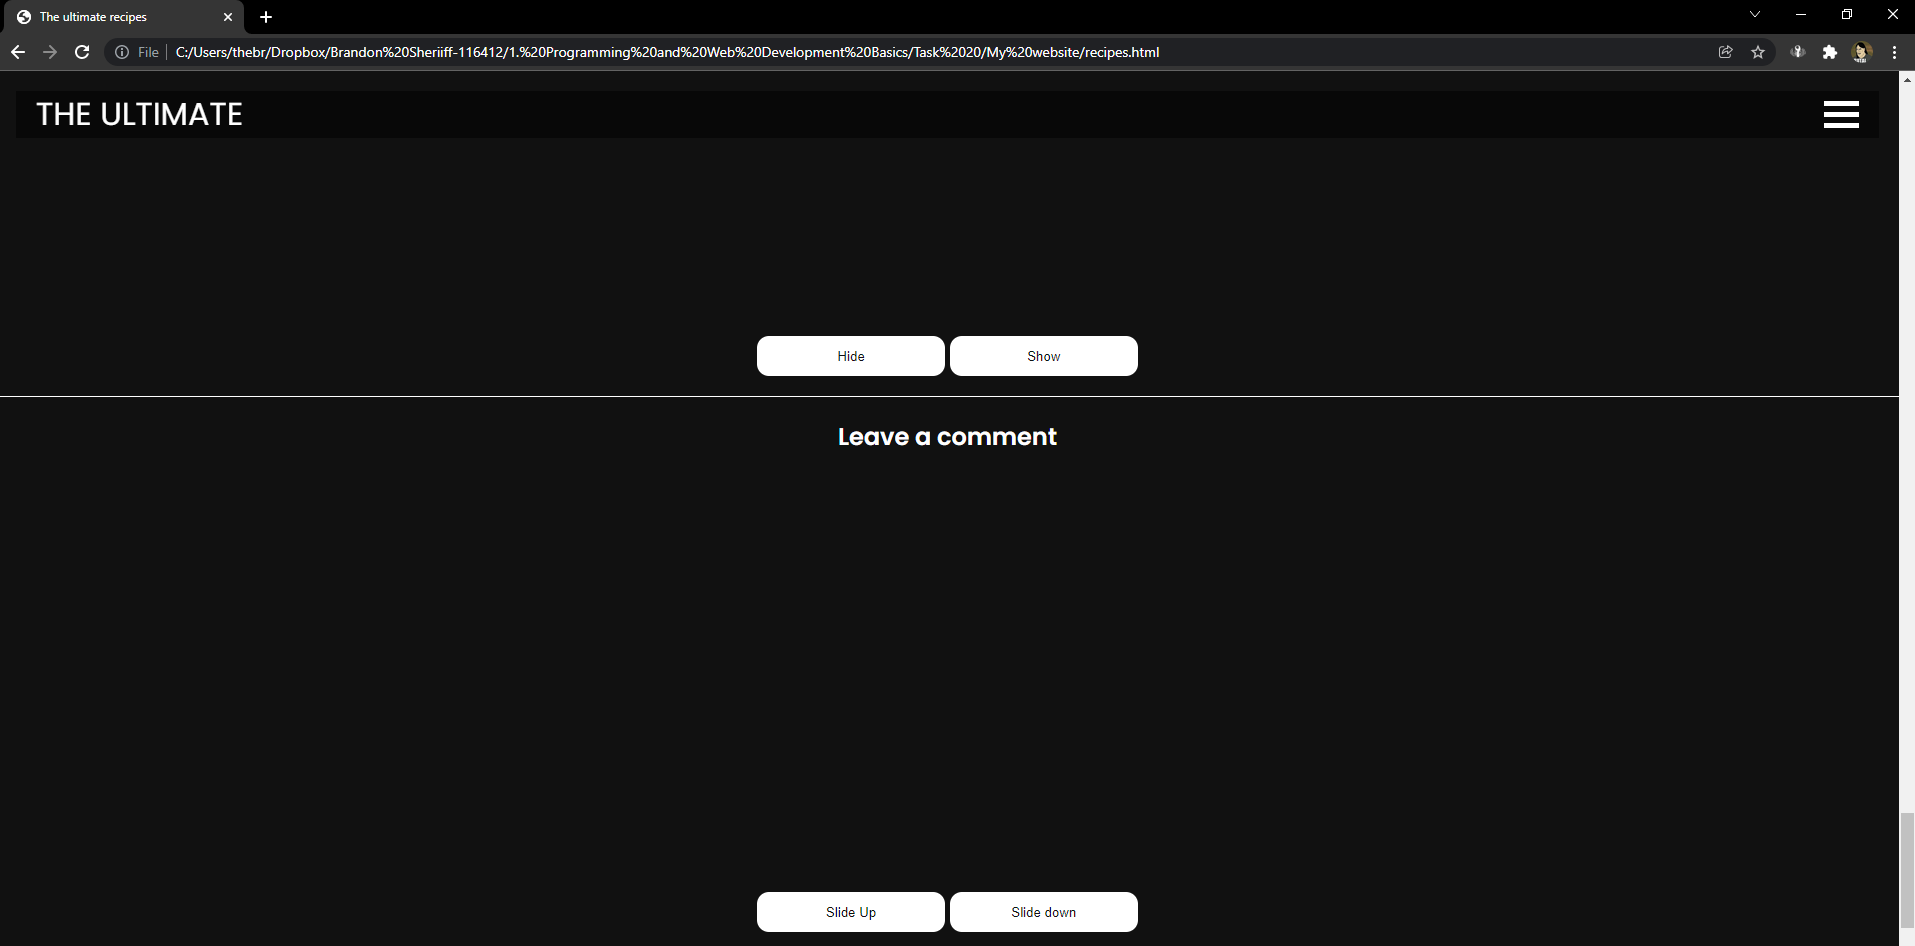 The ultimate recipes
File
C:/Users/thebr/Dropbox/Brandon%20Sheriiff-116412/1.%20Programming%20and%20Web%20Development%20Basics/Task%2020/My%20website/recipes.html
THE ULTIMATE
Hide
Show
Leave a comment
Slide Up
Slide down